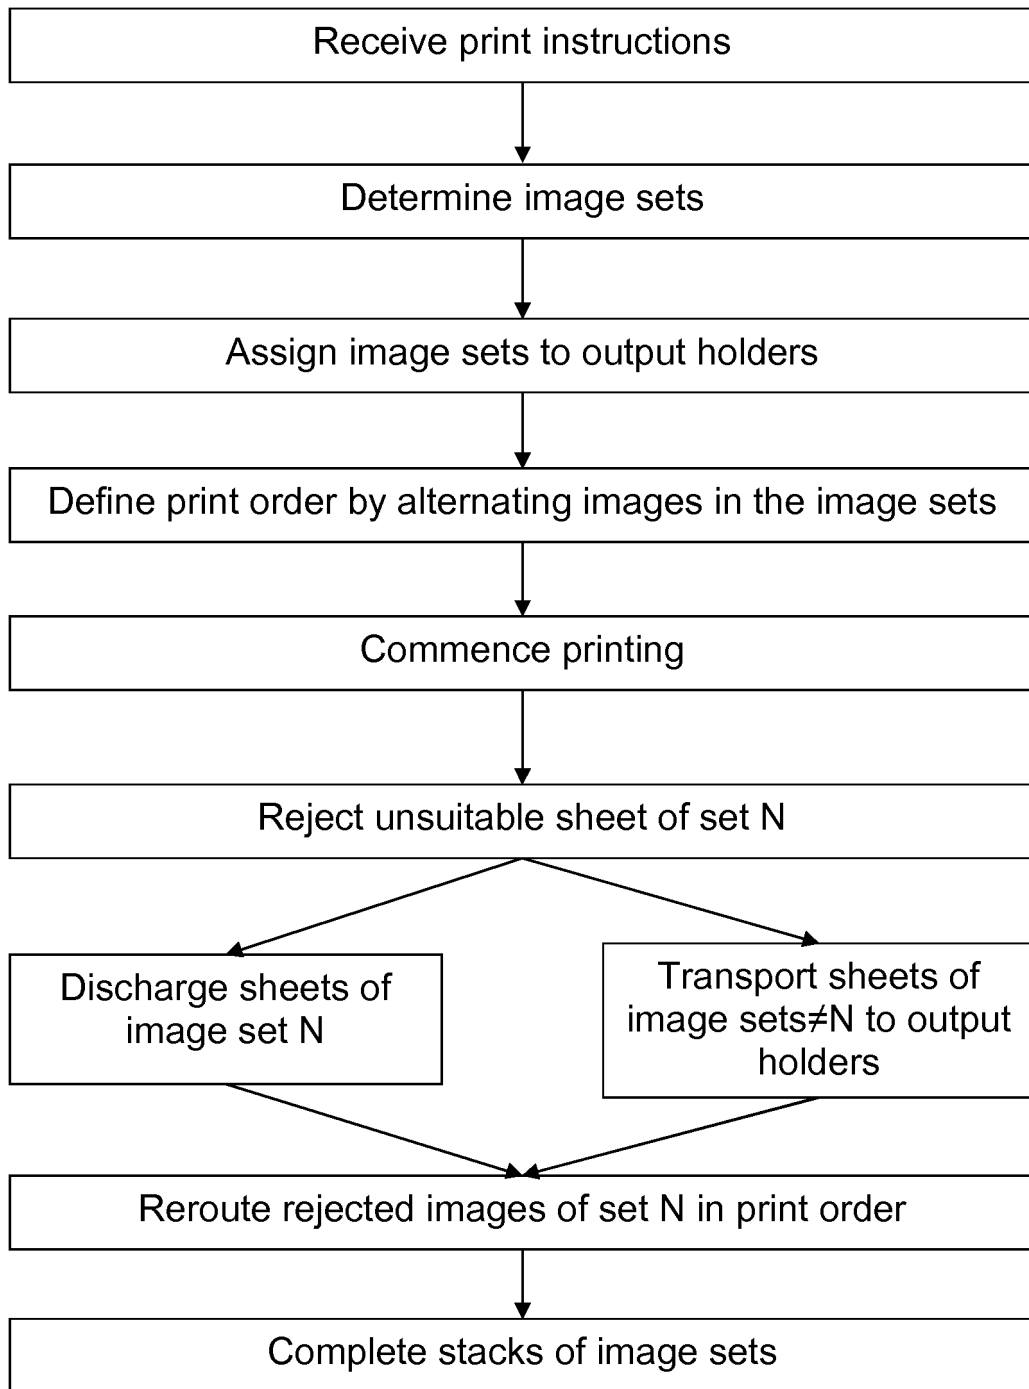 Receive print instructions
Determine image sets
Assign image sets to output holders
Define print order by alternating images in the image sets
Commence printing
Reject unsuitable sheet of set N
Discharge sheets of
image set N
Transport sheets of
image sets≠N to output
holders
Reroute rejected images of set N in print order
Complete stacks of image sets